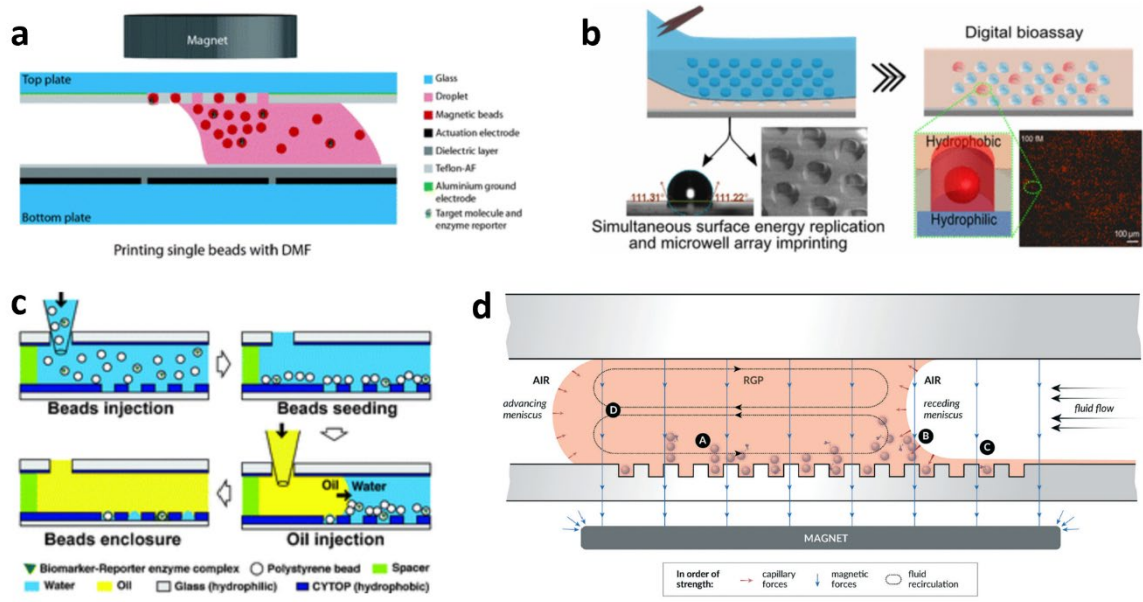 a
Magnet
Top plate
Bottom plate
Glass
Droplet
Magnetic beads
Actuation electrode
Dielectric layer
Teflon-AF
Aluminium ground
electrode
Target molecule and
enzyme reporter
Printing single beads with DMF
b
Digital bioassay
111.31°
111.22°
Hydrophobic
Hydrophilic
100 fM
100 µm
Simultaneous surface energy replication
and microwell array imprinting
c
Beads injection
Beads seeding
Oil
Water
Beads enclosure
Oil injection
Biomarker-Reporter enzyme complex
Polystyrene bead
Spacer
Water
Oil
Glass (hydrophilic)
CYTOP (hydrophobic)
d
AIR
RGP
AIR
advancing
meniscus
receding
meniscus
fluid flow
D
A
B
C
MAGNET
In order of
strength:
capillary
forces
magnetic
forces
fluid
recirculation